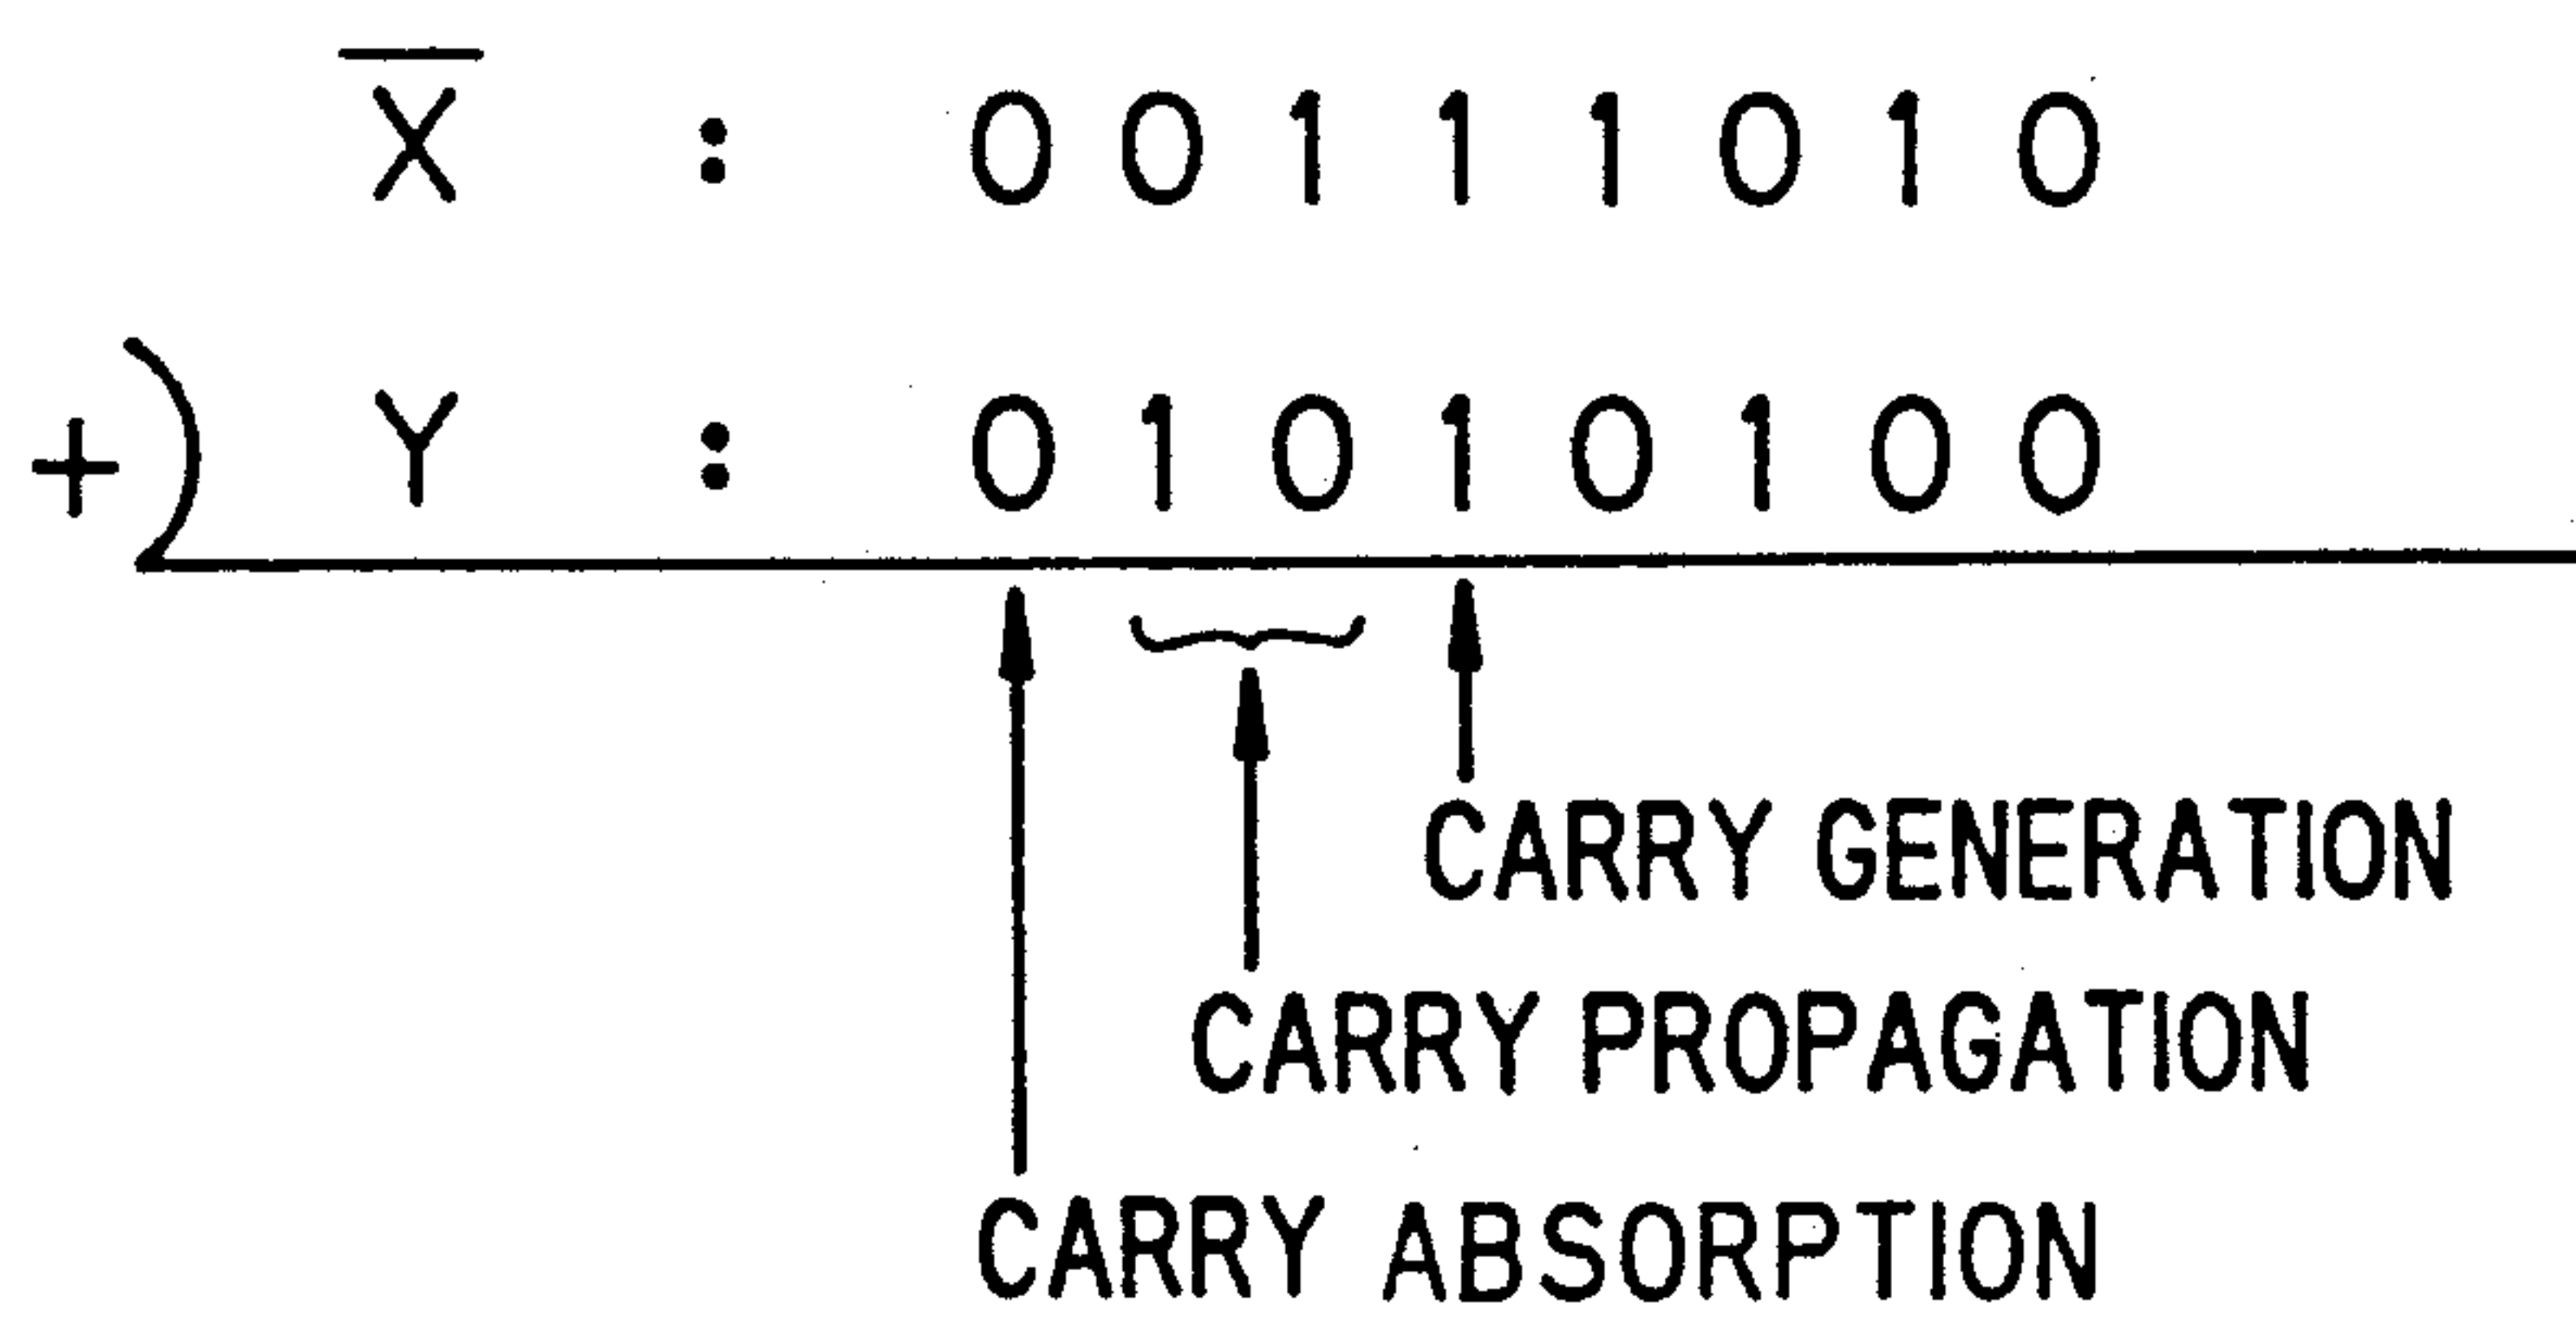 X̅ : 0 0 1 1 1 0 1 0
+) Y : 0 1 0 1 0 1 0 0
CARRY GENERATION
CARRY PROPAGATION
CARRY ABSORPTION